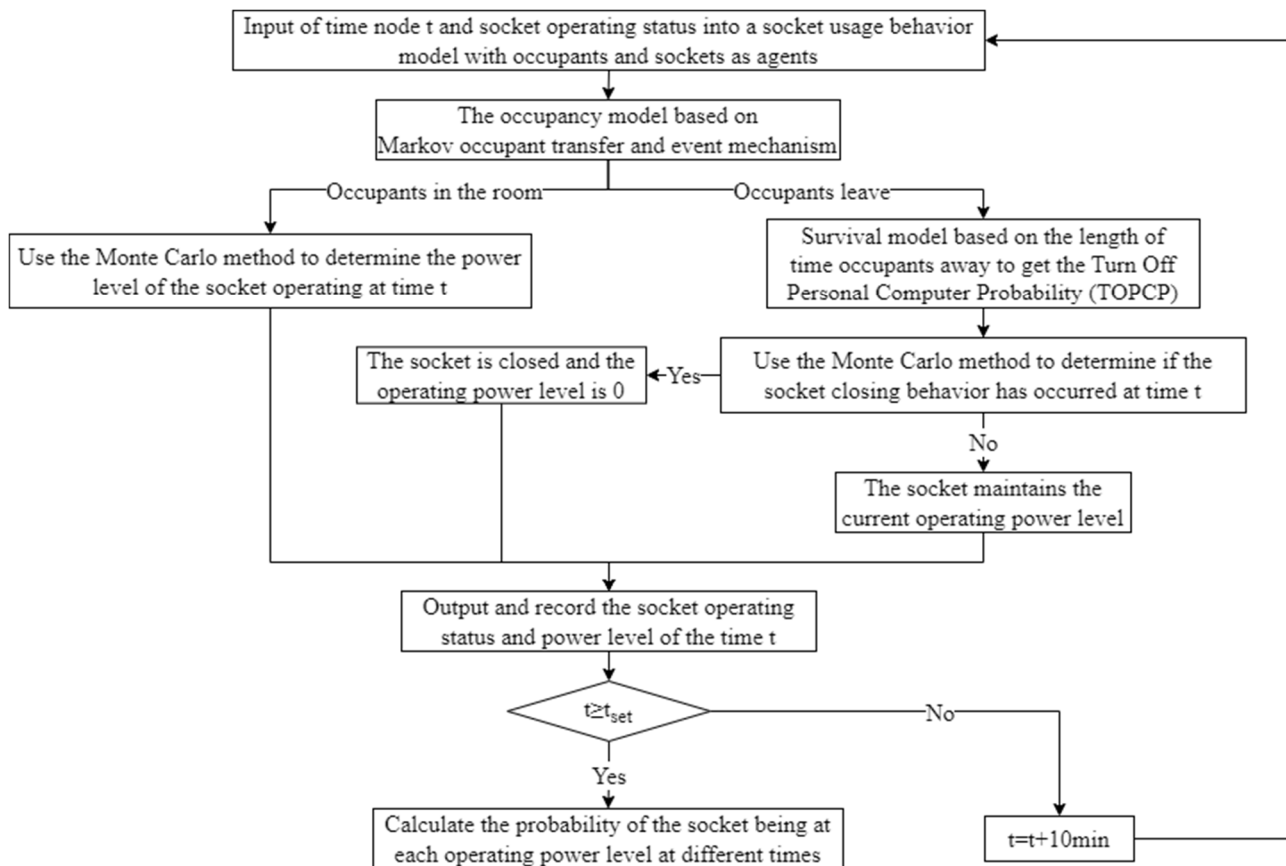 Input of time node t and socket operating status into a socket usage behavior
model with occupants and sockets as agents
The occupancy model based on
Markov occupant transfer and event mechanism
Occupants in the room
Occupants leave
Use the Monte Carlo method to determine the power
level of the socket operating at time t
Survival model based on the length of
time occupants away to get the Turn Off
Personal Computer Probability (TOPCP)
The socket is closed and the
operating power level is 0
Yes
Use the Monte Carlo method to determine if the
socket closing behavior has occurred at time t
No
The socket maintains the
current operating power level
Output and record the socket operating
status and power level of the time t
t≥tset
No
Yes
Calculate the probability of the socket being at
each operating power level at different times
t=t+10min